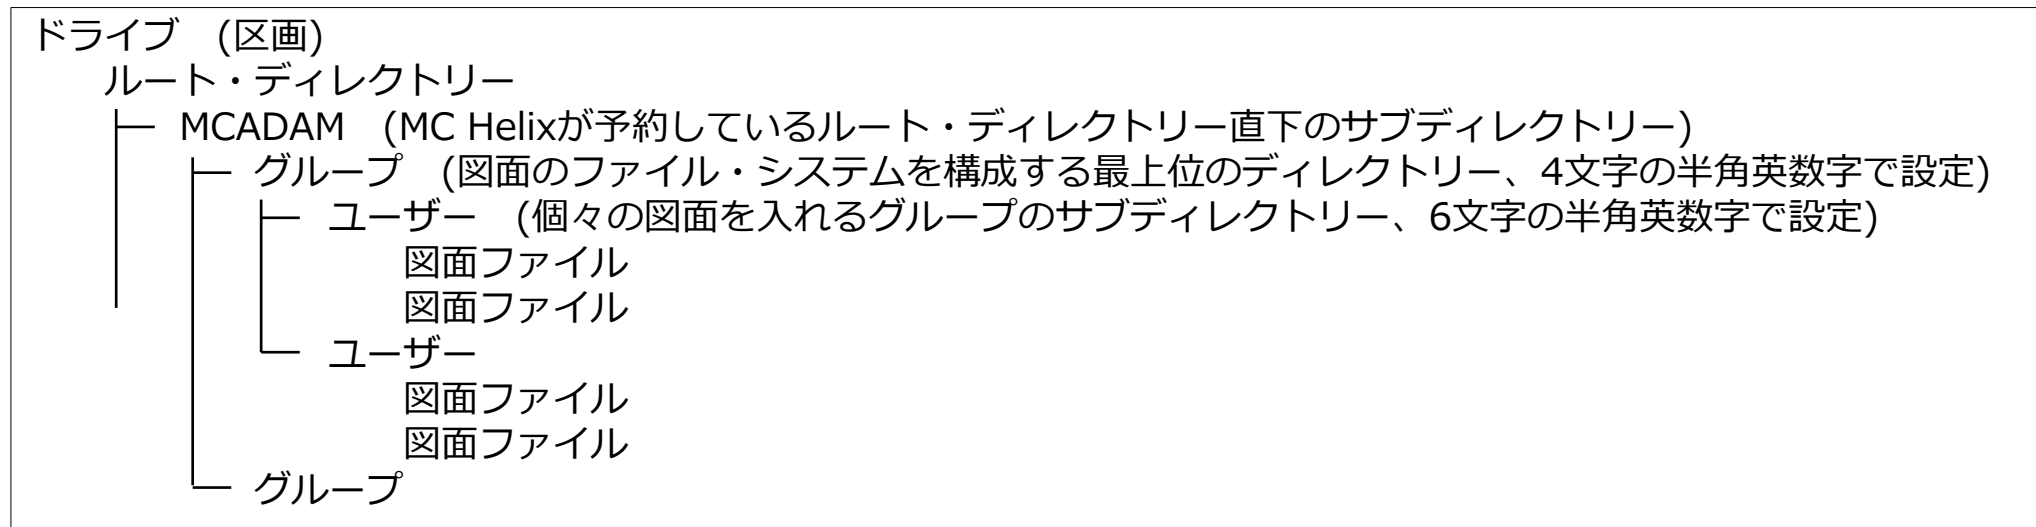 ドライブ (区画)
ルート・ディレクトリー
MCADAM (MC Helixが予約しているルート・ディレクトリー直下のサブディレクトリー)
グループ (図面のファイル・システムを構成する最上位のディレクトリー、4文字の半角英数字で設定)
ユーザー (個々の図面を入れるグループのサブディレクトリー、6文字の半角英数字で設定)
図面ファイル
図面ファイル
ユーザー
図面ファイル
図面ファイル
グループ